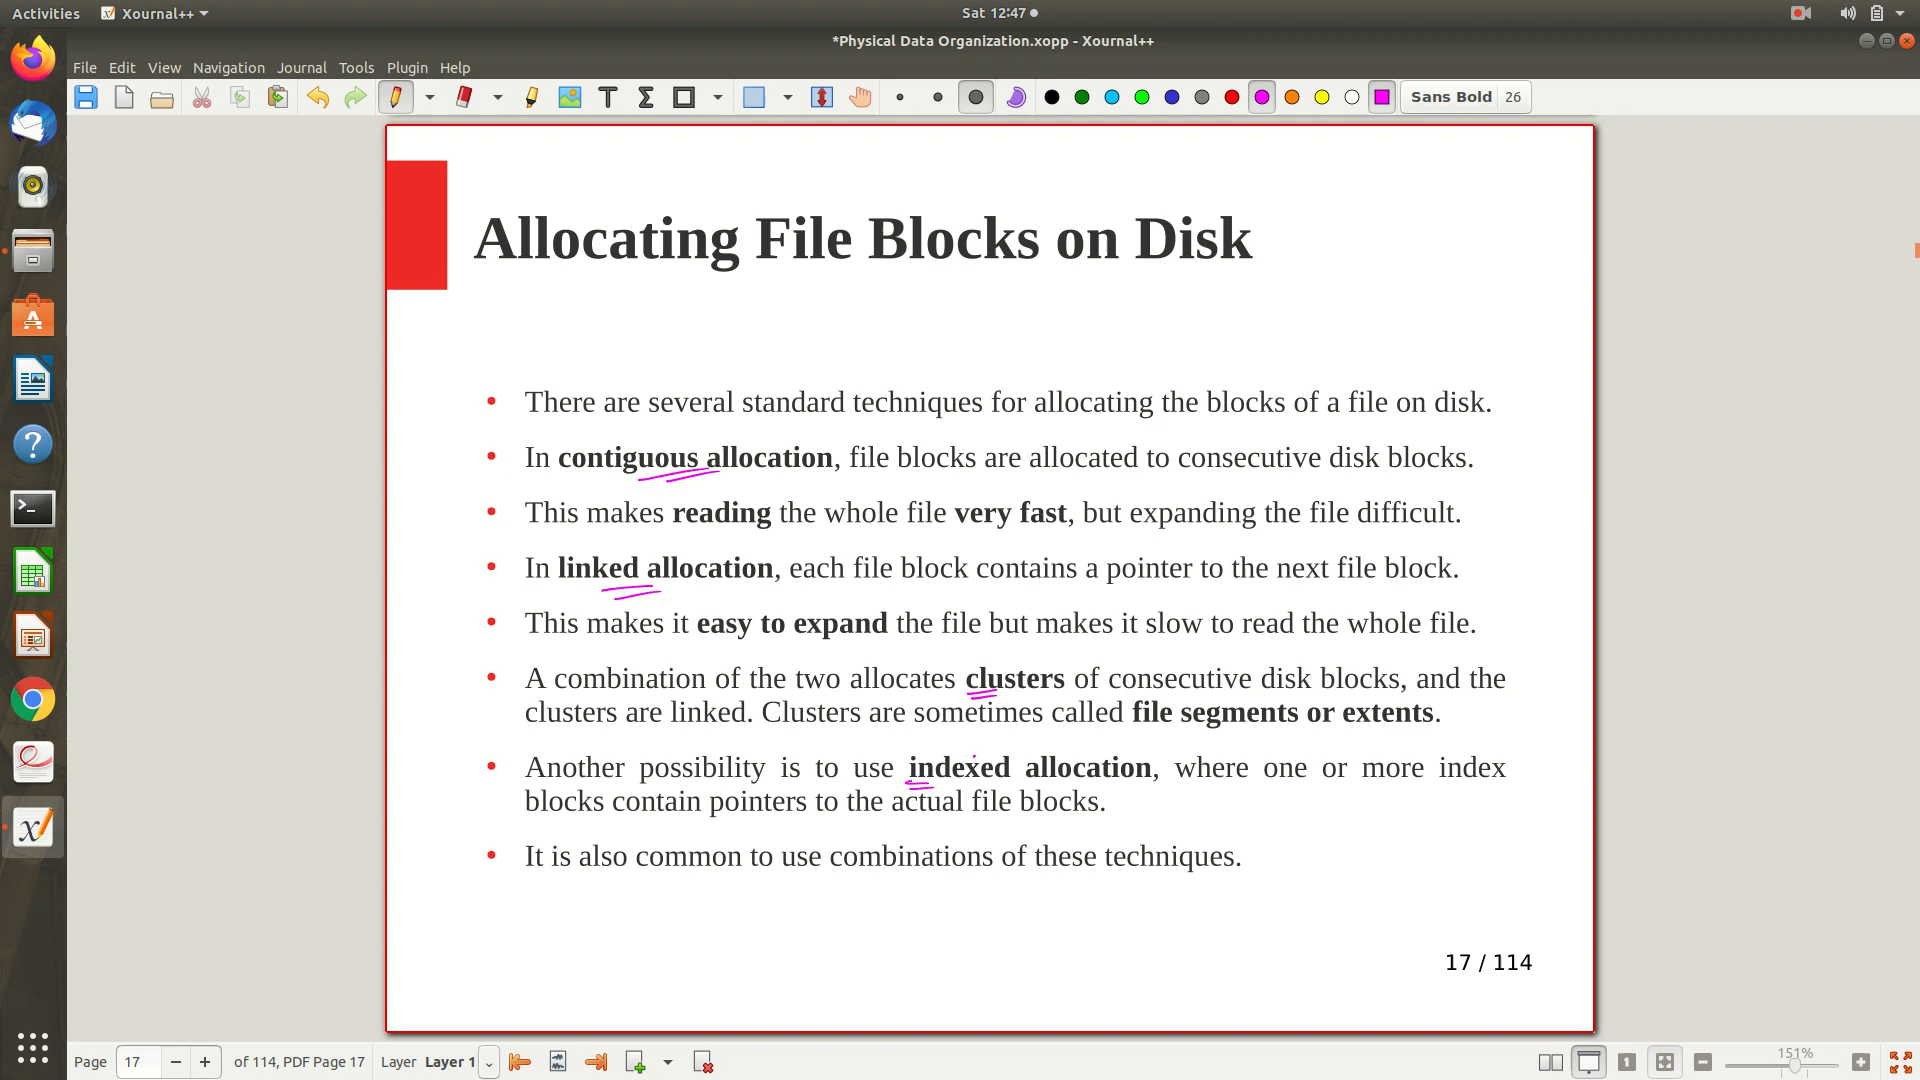 Activities Xournal++ Sat 12:47
*Physical Data Organization.xopp - Xournal++
File Edit View Navigation Journal Tools Plugin Help
Sans Bold 26
Allocating File Blocks on Disk
• There are several standard techniques for allocating the blocks of a file on disk.
• In contiguous allocation, file blocks are allocated to consecutive disk blocks.
• This makes reading the whole file very fast, but expanding the file difficult.
• In linked allocation, each file block contains a pointer to the next file block.
• This makes it easy to expand the file but makes it slow to read the whole file.
• A combination of the two allocates clusters of consecutive disk blocks, and the
clusters are linked. Clusters are sometimes called file segments or extents.
• Another possibility is to use indexed allocation, where one or more index
blocks contain pointers to the actual file blocks.
• It is also common to use combinations of these techniques.
17 / 114
Page 17 of 114, PDF Page 17 Layer Layer 1 151%